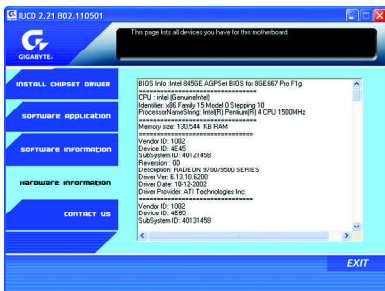 IUCD 2.21 B02.110501
This page lists all devices you have for this motherboard
GIGABYTE
INSTALL CHIPSET DRIVER
SOFTWARE APPLICATION
SOFTWARE INFORMATION
HARDWARE INFORMATION
CONTACT US
BIOS Info :Intel 845GE AGPSet BIOS for 8GE667 Pro F1g
==================================
CPU : intel [GenuineIntel]
Identifier: x86 Family 15 Model 0 Stepping 10
ProcessorNameString: Intel(R) Pentium(R) 4 CPU 1500MHz
==================================
Memory size: 130,544 KB RAM
==================================
Vendor ID: 1002
Device ID: 4E45
SubSystem ID: 40121458
Reversion : 00
Description: RADEON 9700/9500 SERIES
Driver Ver: 6.13.10.6200
Driver Date: 10-12-2002
Driver Provider: ATI Technologies Inc.
==================================
Vendor ID: 1002
Device ID: 4E65
SubSystem ID: 40131458
EXIT